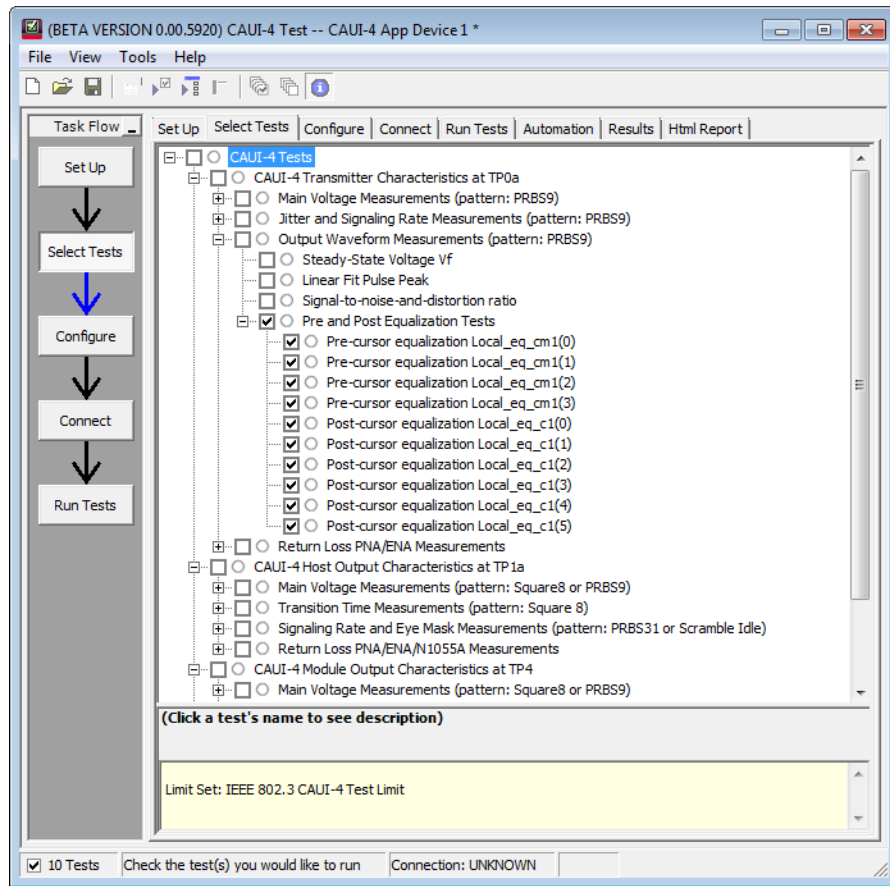 (BETA VERSION 0.00.5920) CAUI-4 Test -- CAUI-4 App Device 1 *
File View Tools Help
Task Flow
Set Up
Select Tests
Configure
Connect
Run Tests
Set Up Select Tests Configure Connect Run Tests Automation Results Html Report
CAUI-4 Tests
CAUI-4 Transmitter Characteristics at TP0a
Main Voltage Measurements (pattern: PRBS9)
Jitter and Signaling Rate Measurements (pattern: PRBS9)
Output Waveform Measurements (pattern: PRBS9)
Steady-State Voltage Vf
Linear Fit Pulse Peak
Signal-to-noise-and-distortion ratio
Pre and Post Equalization Tests
Pre-cursor equalization Local_eq_cm1(0)
Pre-cursor equalization Local_eq_cm1(1)
Pre-cursor equalization Local_eq_cm1(2)
Pre-cursor equalization Local_eq_cm1(3)
Post-cursor equalization Local_eq_c1(0)
Post-cursor equalization Local_eq_c1(1)
Post-cursor equalization Local_eq_c1(2)
Post-cursor equalization Local_eq_c1(3)
Post-cursor equalization Local_eq_c1(4)
Post-cursor equalization Local_eq_c1(5)
Return Loss PNA/ENA Measurements
CAUI-4 Host Output Characteristics at TP1a
Main Voltage Measurements (pattern: Square8 or PRBS9)
Transition Time Measurements (pattern: Square 8)
Signaling Rate and Eye Mask Measurements (pattern: PRBS31 or Scramble Idle)
Return Loss PNA/ENA/N1055A Measurements
CAUI-4 Module Output Characteristics at TP4
Main Voltage Measurements (pattern: Square8 or PRBS9)
(Click a test's name to see description)
Limit Set: IEEE 802.3 CAUI-4 Test Limit
10 Tests Check the test(s) you would like to run Connection: UNKNOWN